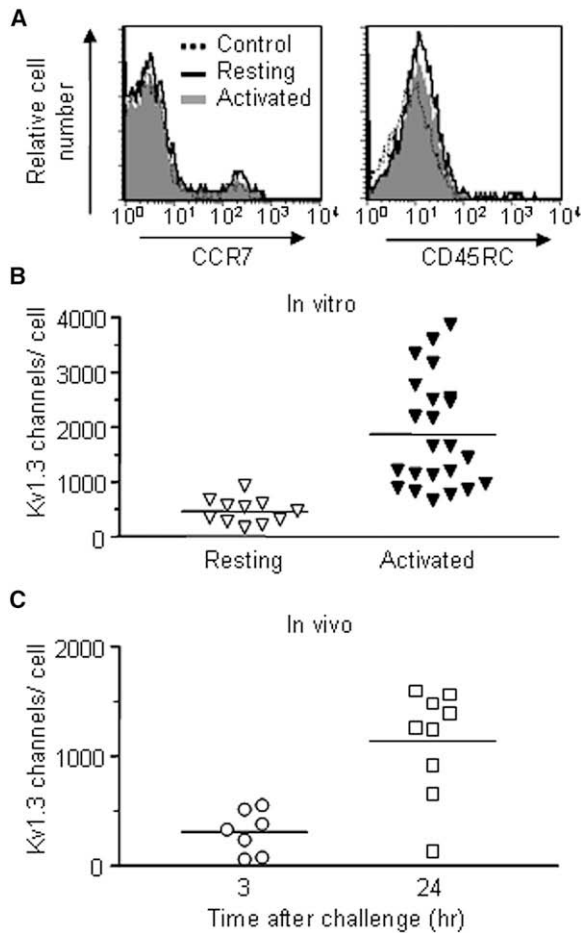 A
Relative cell
number
Control
Resting
Activated
10⁰ 10¹ 10² 10³ 10⁴
10⁰ 10¹ 10² 10³ 10⁴
CCR7
CD45RC
B
In vitro
Kv1.3 channels/ cell
4000
3000
2000
1000
0
Resting
Activated
C
In vivo
Kv1.3 channels/ cell
2000
1000
0
3
24
Time after challenge (hr)